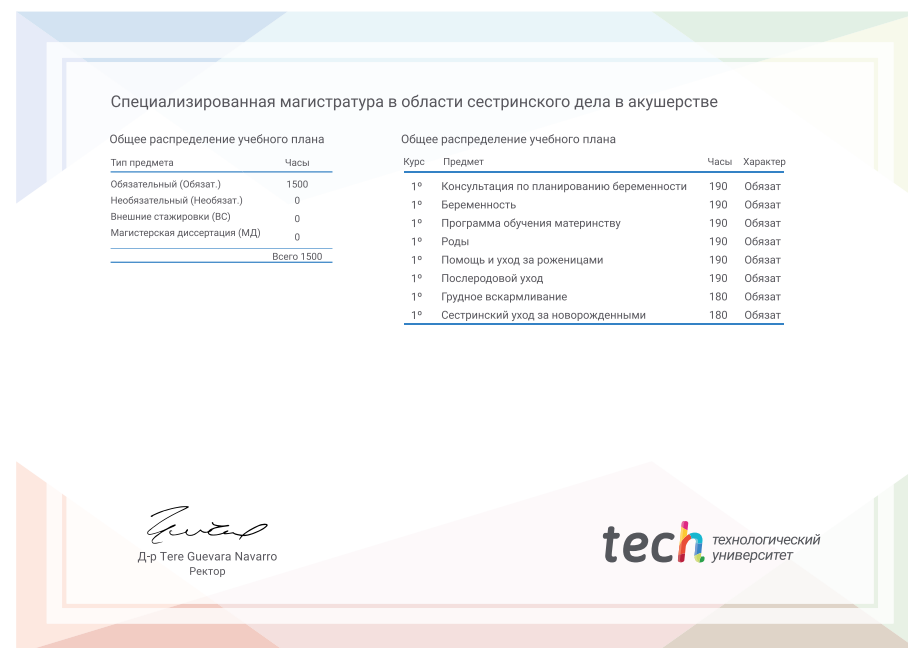 Специализированная магистратура в области сестринского дела в акушерстве
Общее распределение учебного плана
Тип предмета Часы
Обязательный (Обязат.) 1500
Необязательный (Необязат.) 0
Внешние стажировки (ВС) 0
Магистерская диссертация (МД) 0
Всего 1500
Общее распределение учебного плана
Курс Предмет Часы Характер
1º Консультация по планированию беременности 190 Обязат
1º Беременность 190 Обязат
1º Программа обучения материнству 190 Обязат
1º Роды 190 Обязат
1º Помощь и уход за роженицами 190 Обязат
1º Послеродовой уход 190 Обязат
1º Грудное вскармливание 180 Обязат
1º Сестринский уход за новорожденными 180 Обязат
Д-р Tere Guevara Navarro
Ректор
tech технологический
университет